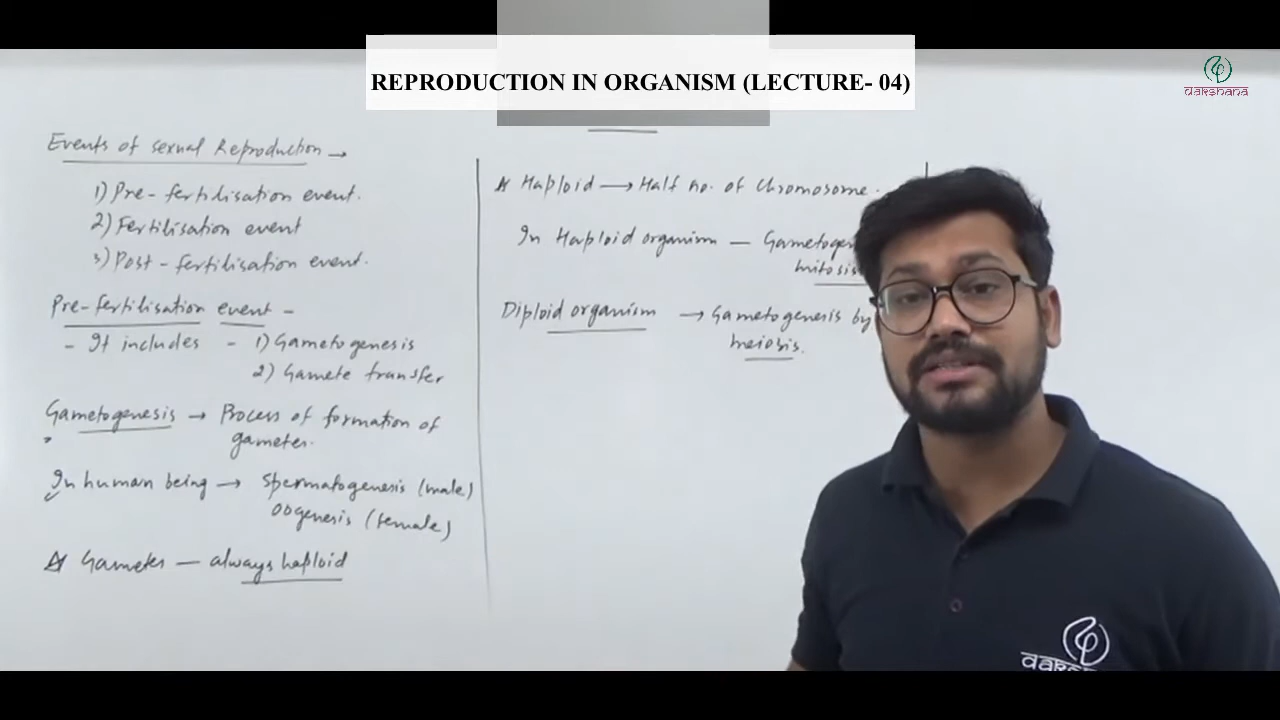 REPRODUCTION IN ORGANISM (LECTURE- 04)
दakshana
Events of sexual Reproduction →
1) Pre-fertilisation event.
2) Fertilisation event
3) Post-fertilisation event.
Pre-fertilisation event -
- It includes - 1) Gametogenesis
2) Gamete transfer
Gametogenesis → Process of formation of
gametes.
In human being → Spermatogenesis (male)
Oogenesis (female)
☆ Gametes — always haploid
☆ Haploid → Half no. of Chromosome.
In Haploid organism —
mitosis
Diploid organism → Gametogenesis by
meiosis.